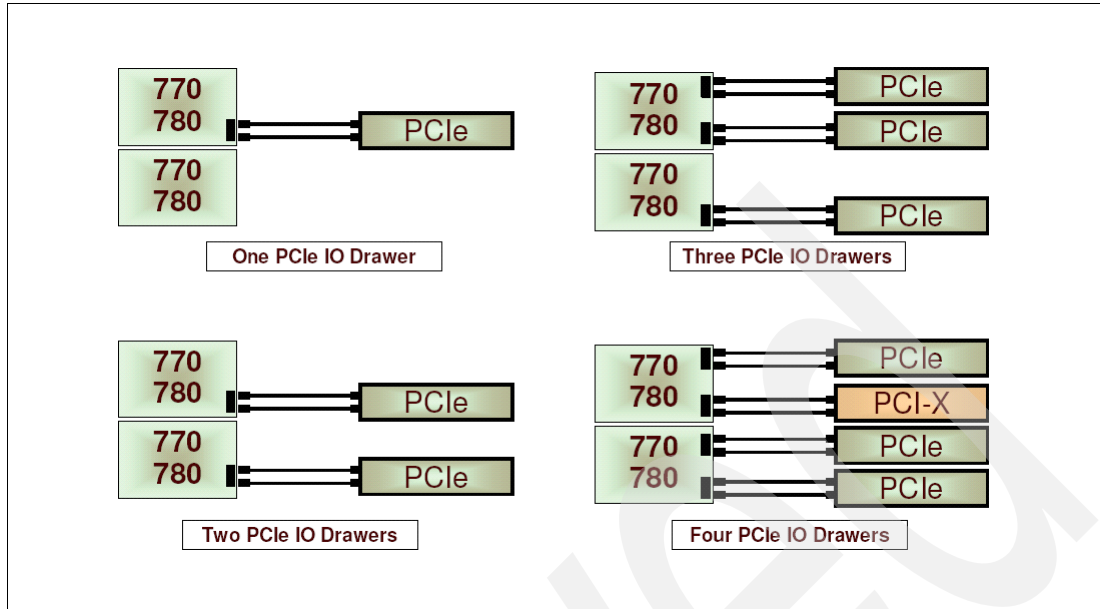 770
780
PCIe
770
780
One PCIe IO Drawer
770
780
PCIe
PCIe
770
780
PCIe
Three PCIe IO Drawers
770
780
PCIe
770
780
PCIe
Two PCIe IO Drawers
770
780
PCIe
PCI-X
770
780
PCIe
PCIe
Four PCIe IO Drawers